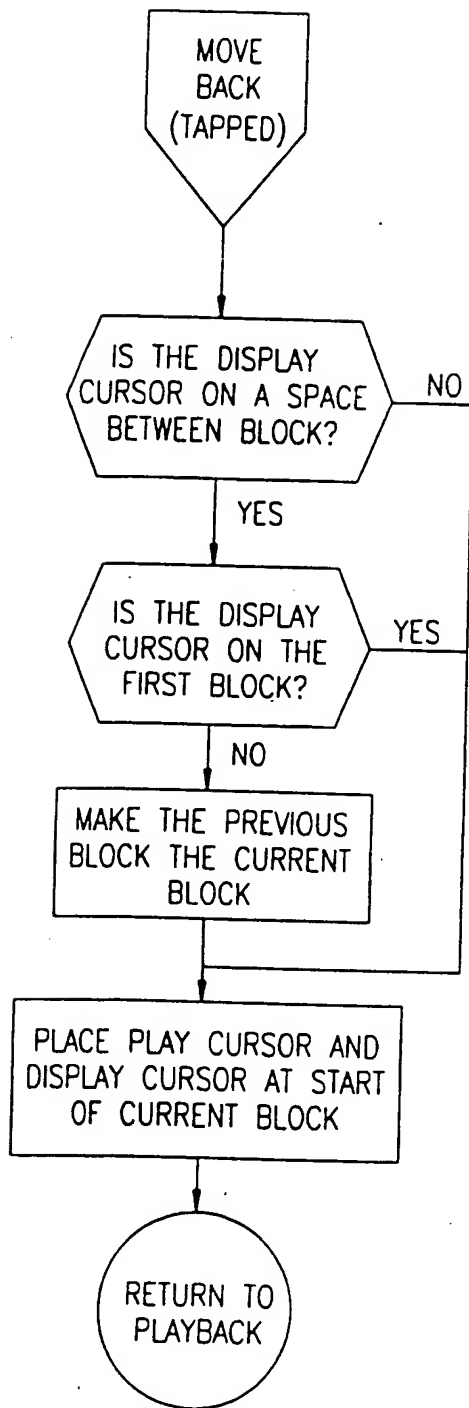 MOVE
BACK
(TAPPED)
IS THE DISPLAY
CURSOR ON A SPACE
BETWEEN BLOCK?
NO
YES
IS THE DISPLAY
CURSOR ON THE
FIRST BLOCK?
YES
NO
MAKE THE PREVIOUS
BLOCK THE CURRENT
BLOCK
PLACE PLAY CURSOR AND
DISPLAY CURSOR AT START
OF CURRENT BLOCK
RETURN TO
PLAYBACK